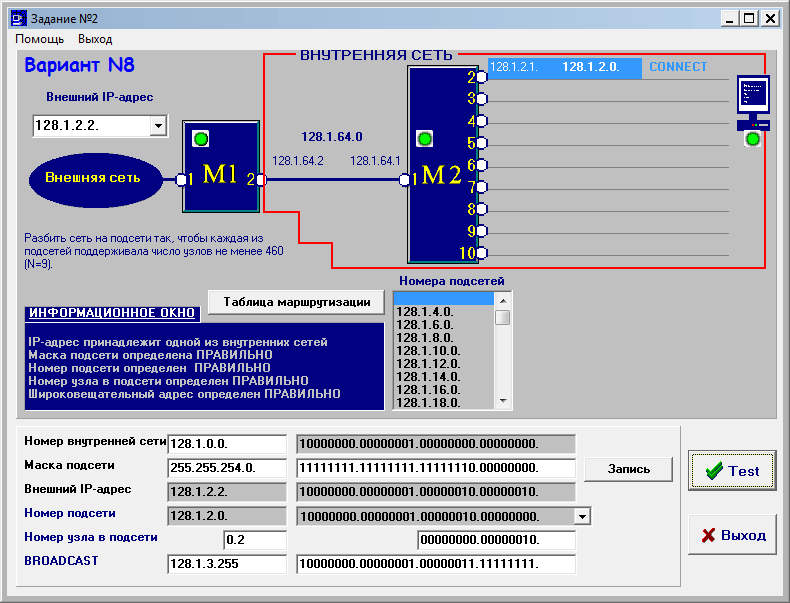 Задание №2
Помощь Выход
Вариант N8
ВНУТРЕННЯЯ СЕТЬ
Внешний IP-адрес
128.1.2.2.
Внешняя сеть
1 M1 2
128.1.64.0
128.1.64.2 128.1.64.1
1 M2
2
3
4
5
6
7
8
9
10
128.1.2.1. 128.1.2.0. CONNECT
Разбить сеть на подсети так, чтобы каждая из
подсетей поддерживала число узлов не менее 460
(N=9).
Таблица маршрутизации
Номера подсетей
128.1.4.0.
128.1.6.0.
128.1.8.0.
128.1.10.0.
128.1.12.0.
128.1.14.0.
128.1.16.0.
128.1.18.0.
ИНФОРМАЦИОННОЕ ОКНО
IP-адрес принадлежит одной из внутренних сетей
Маска подсети определена ПРАВИЛЬНО
Номер подсети определен ПРАВИЛЬНО
Номер узла в подсети определен ПРАВИЛЬНО
Широковещательный адрес определен ПРАВИЛЬНО
Номер внутренней сети 128.1.0.0. 10000000.00000001.00000000.00000000.
Маска подсети 255.255.254.0. 11111111.11111111.11111110.00000000.
Внешний IP-адрес 128.1.2.2. 10000000.00000001.00000010.00000010.
Номер подсети 128.1.2.0. 10000000.00000001.00000010.00000000.
Номер узла в подсети 0.2 00000000.00000010.
BROADCAST 128.1.3.255 10000000.00000001.00000011.11111111.
Запись
Test
Выход